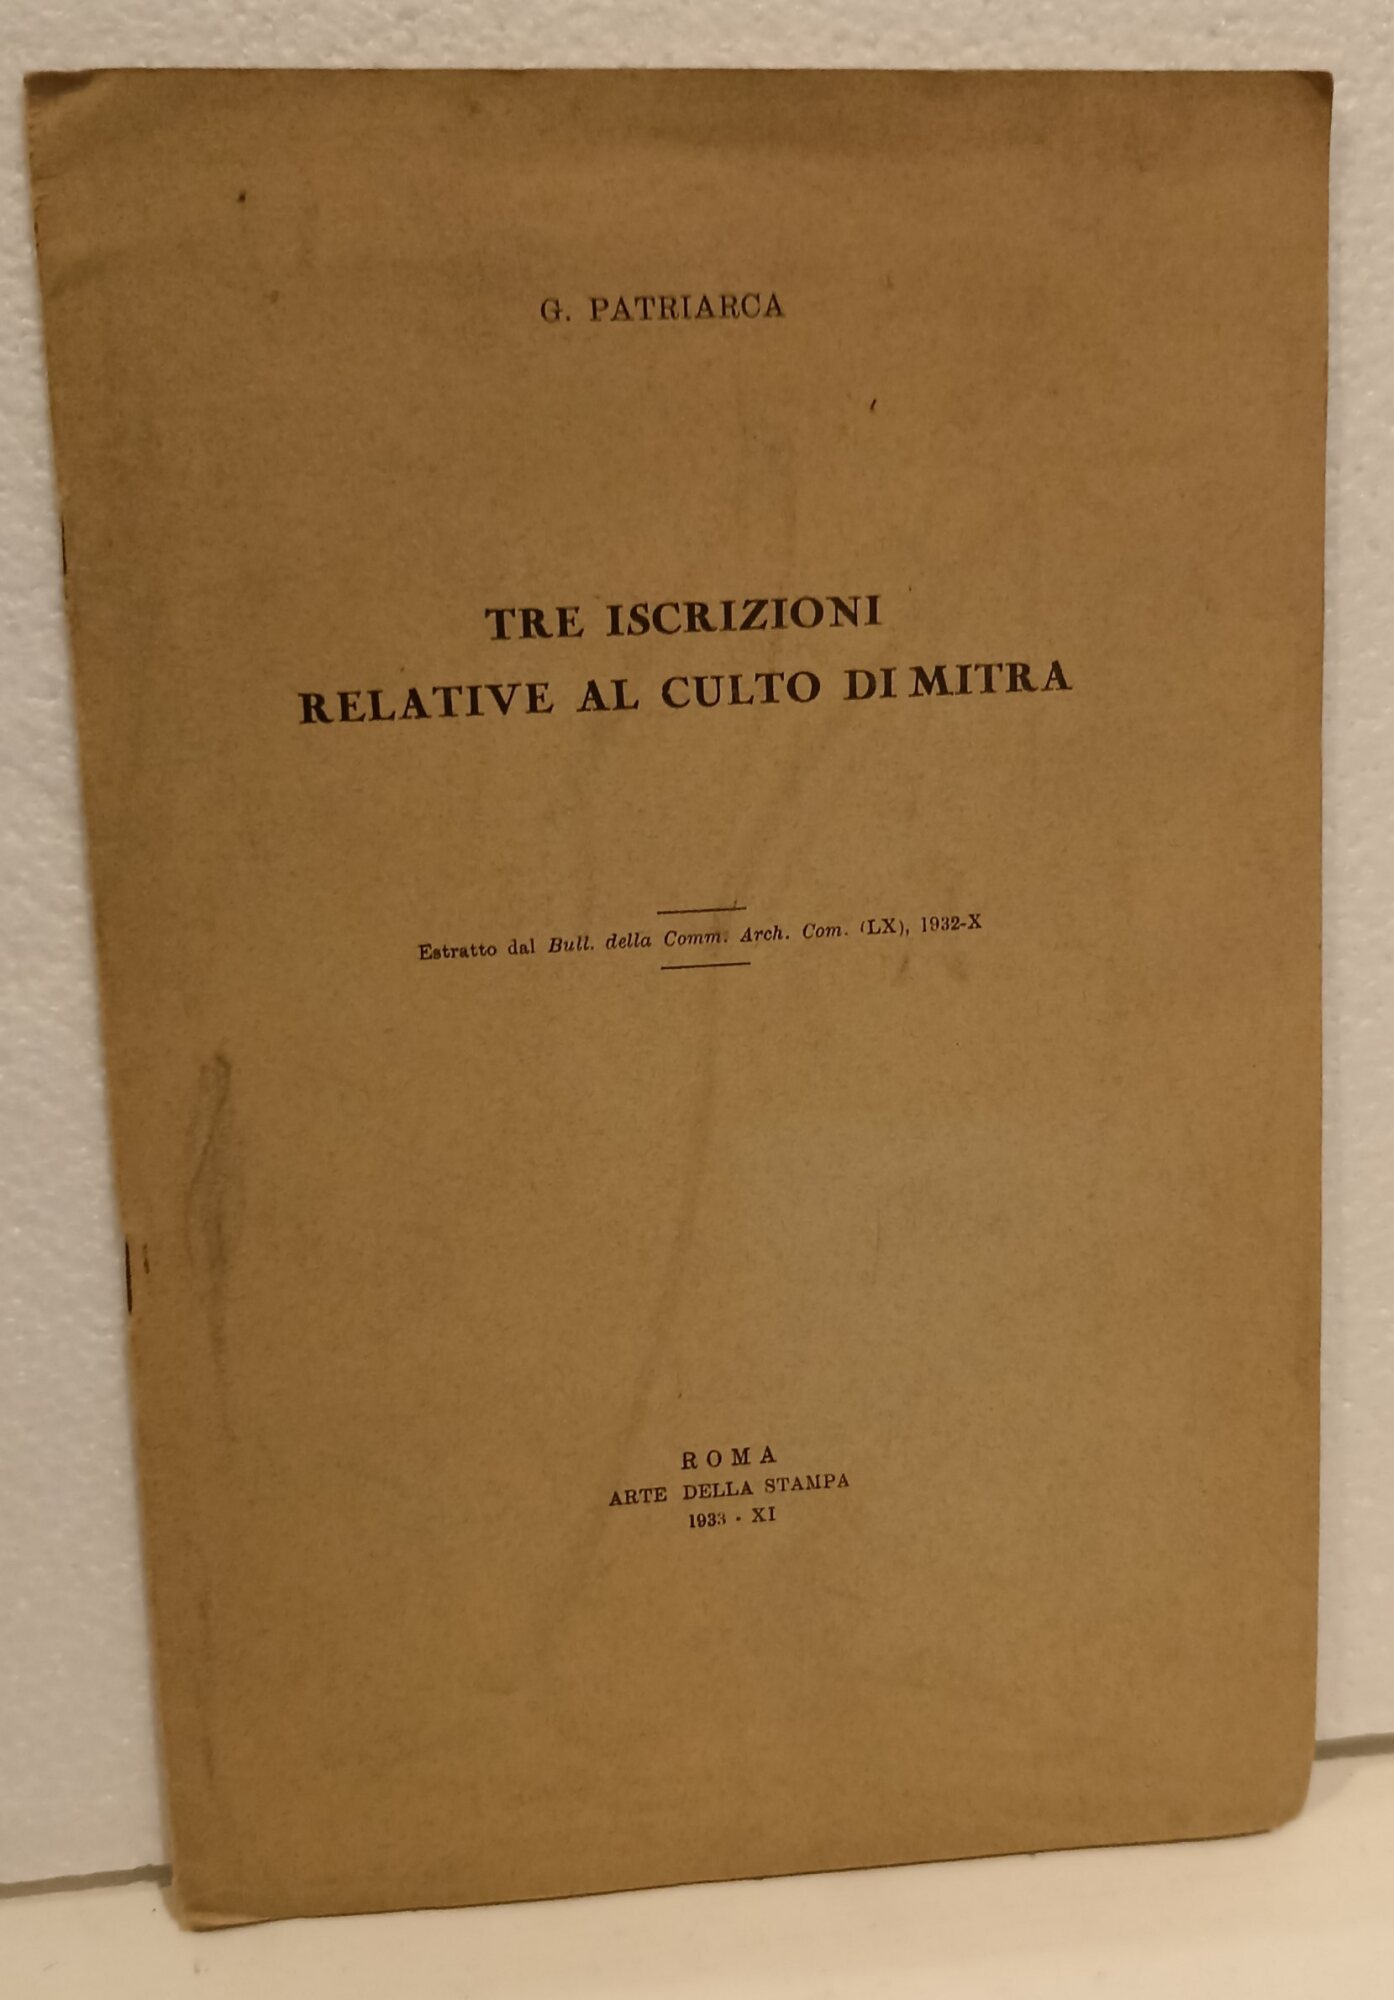 G. PATRIARCA
TRE ISCRIZIONI
RELATIVE AL CULTO DI MITRA
Estratto dal Bull. della Comm. Arch. Com. (LX), 1932-X
ROMA
ARTE DELLA STAMPA
1933 - XI